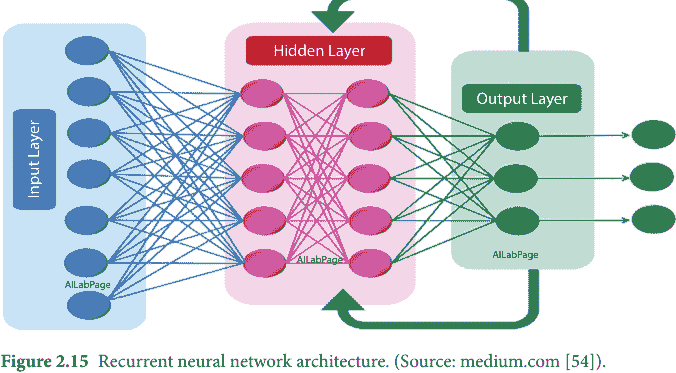 Hidden Layer
Output Layer
Input Layer
AILabPage
AILabPage
AILabPage
Figure 2.15 Recurrent neural network architecture. (Source: medium.com [54]).